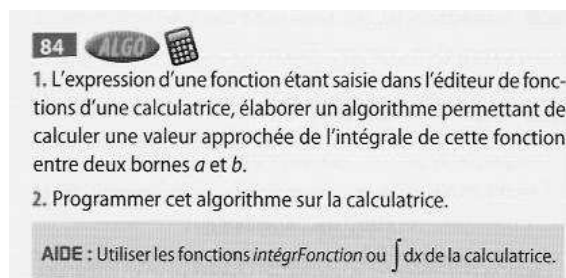 84 ALGO
1. L'expression d'une fonction étant saisie dans l'éditeur de fonc-
tions d'une calculatrice, élaborer un algorithme permettant de
calculer une valeur approchée de l'intégrale de cette fonction
entre deux bornes a et b.
2. Programmer cet algorithme sur la calculatrice.
AIDE : Utiliser les fonctions intégrFonction ou ∫ dx de la calculatrice.